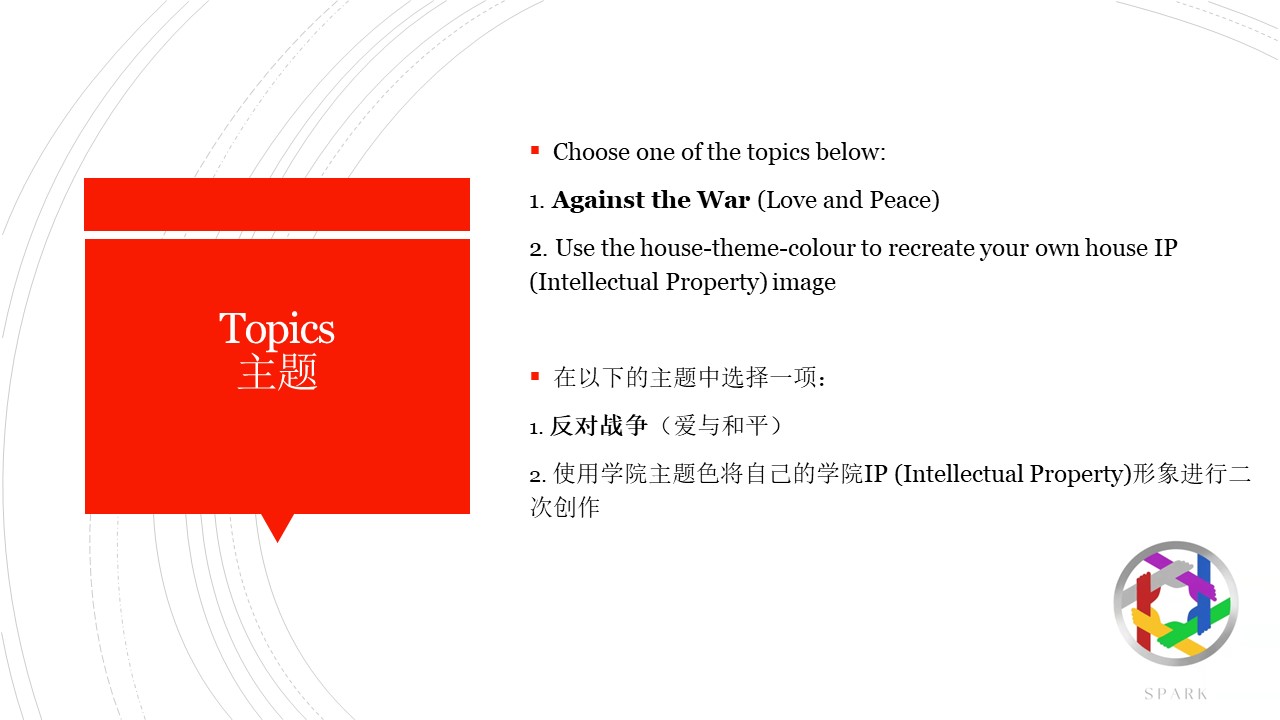 Topics
主题
Choose one of the topics below:
1. Against the War (Love and Peace)
2. Use the house-theme-colour to recreate your own house IP
(Intellectual Property) image
在以下的主题中选择一项：
1. 反对战争（爱与和平）
2. 使用学院主题色将自己的学院IP (Intellectual Property)形象进行二
次创作
SPARK